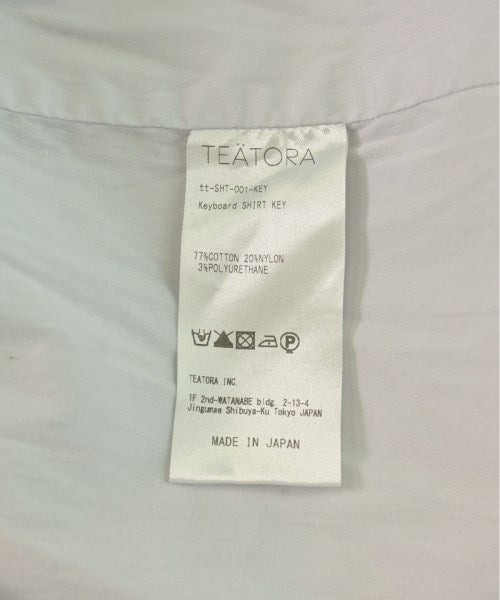 TEÄTORA
tt-SHT-001-KEY
Keyboard SHIRT KEY
77%COTTON 20%NYLON
3%POLYURETHANE
P
TEATORA INC.
1F 2nd-WATANABE bldg. 2-13-4
Jingumae Shibuya-Ku Tokyo JAPAN
MADE IN JAPAN